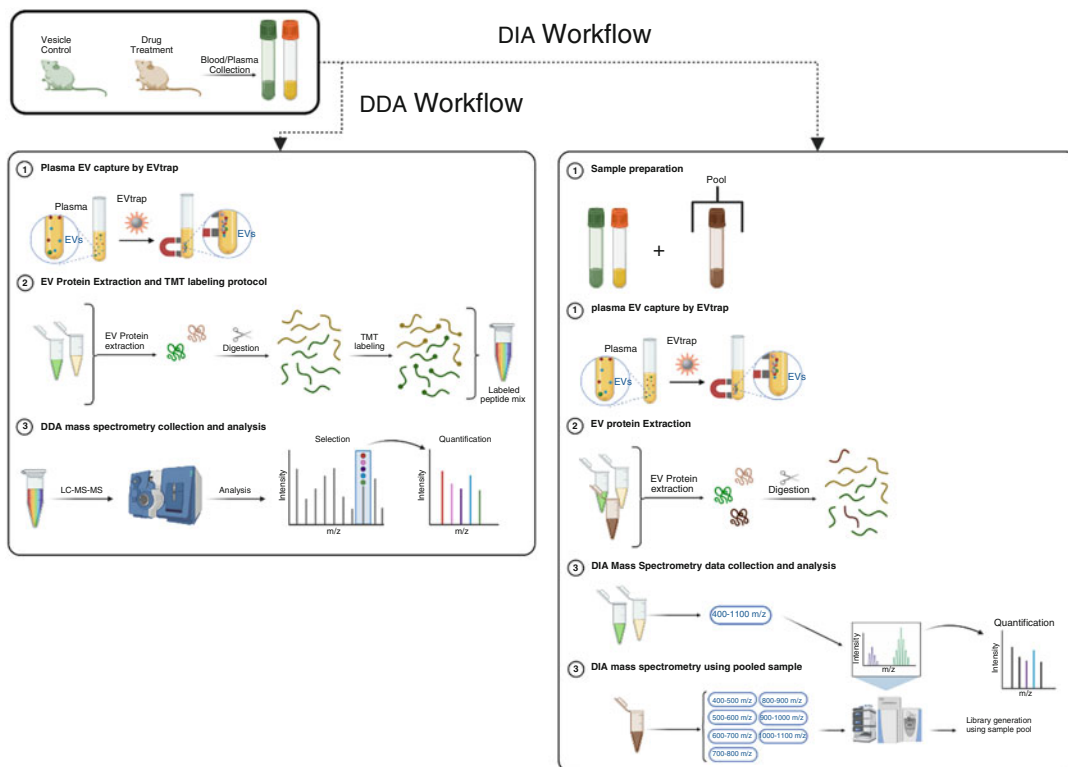 DIA Workflow
DDA Workflow
Vesicle
Control
Drug
Treatment
Blood/Plasma
Collection
1 Plasma EV capture by EVtrap
Plasma
EVtrap
EVs
EVs
2 EV Protein Extraction and TMT labeling protocol
EV Protein
extraction
Digestion
TMT
labeling
Labeled
peptide mix
3 DDA mass spectrometry collection and analysis
LC-MS-MS
Analysis
Selection
Intensity
m/z
Quantification
Intensity
m/z
1 Sample preparation
Pool
+
1 plasma EV capture by EVtrap
Plasma
EVtrap
EVs
EVs
2 EV protein Extraction
EV Protein
extraction
Digestion
3 DIA Mass Spectrometry data collection and analysis
400-1100 m/z
Intensity
m/z
Quantification
Intensity
m/z
3 DIA mass spectrometry using pooled sample
400-500 m/z
800-900 m/z
500-600 m/z
900-1000 m/z
600-700 m/z
1000-1100 m/z
700-800 m/z
Library generation
using sample pool